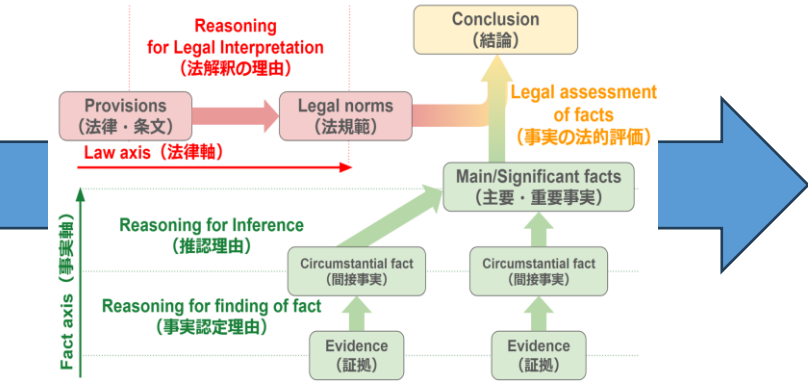 Reasoning
for Legal Interpretation
（法解釈の理由）
Conclusion
（結論）
Provisions
（法律・条文）
Legal norms
（法規範）
Legal assessment
of facts
（事実の法的評価）
Law axis（法律軸）
Main/Significant facts
（主要・重要事実）
Fact axis（事実軸）
Reasoning for Inference
（推認理由）
Circumstantial fact
（間接事実）
Circumstantial fact
（間接事実）
Reasoning for finding of fact
（事実認定理由）
Evidence
（証拠）
Evidence
（証拠）